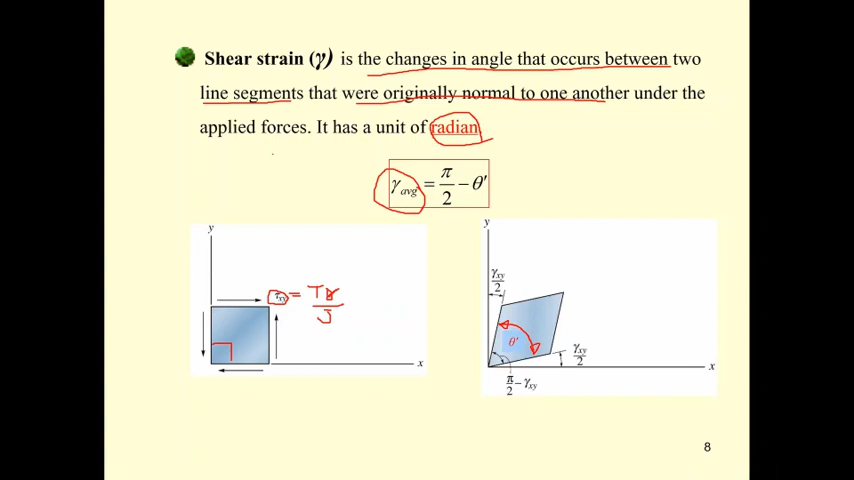 Shear strain (γ) is the changes in angle that occurs between two
line segments that were originally normal to one another under the
applied forces. It has a unit of radian.
γavg = π/2 − θ′
y
τxy = Tr/J
x
y
γxy/2
θ′
γxy/2
x
π/2 − γxy
8